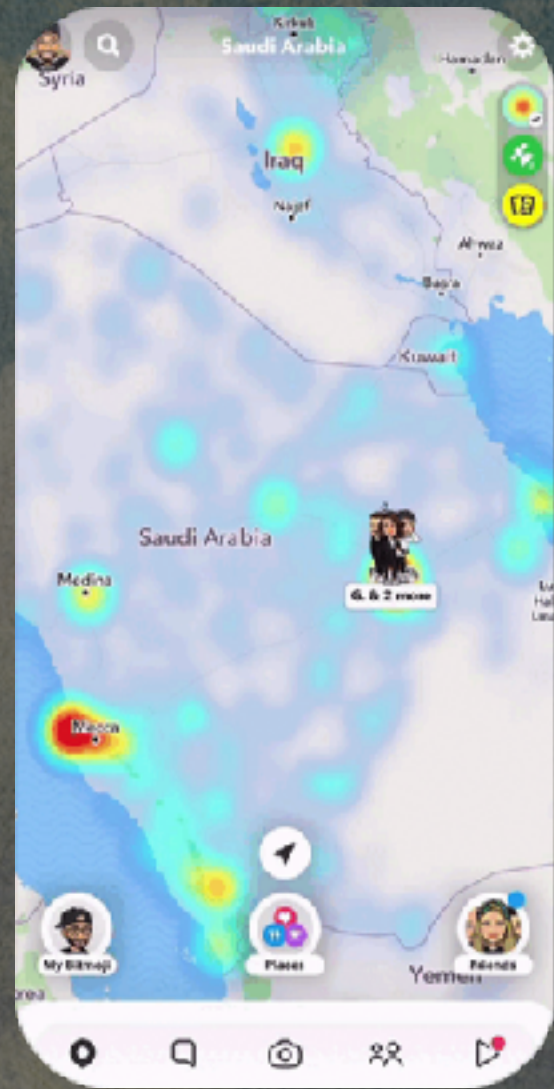 Kirkuk
Saudi Arabia
Syria
Hamadan
Iraq
Najaf
Ahwaz
Basra
Kuwait
Saudi Arabia
Medina
G. & 2 more
Mecca
My Bitmoji
Places
Friends
Yemen